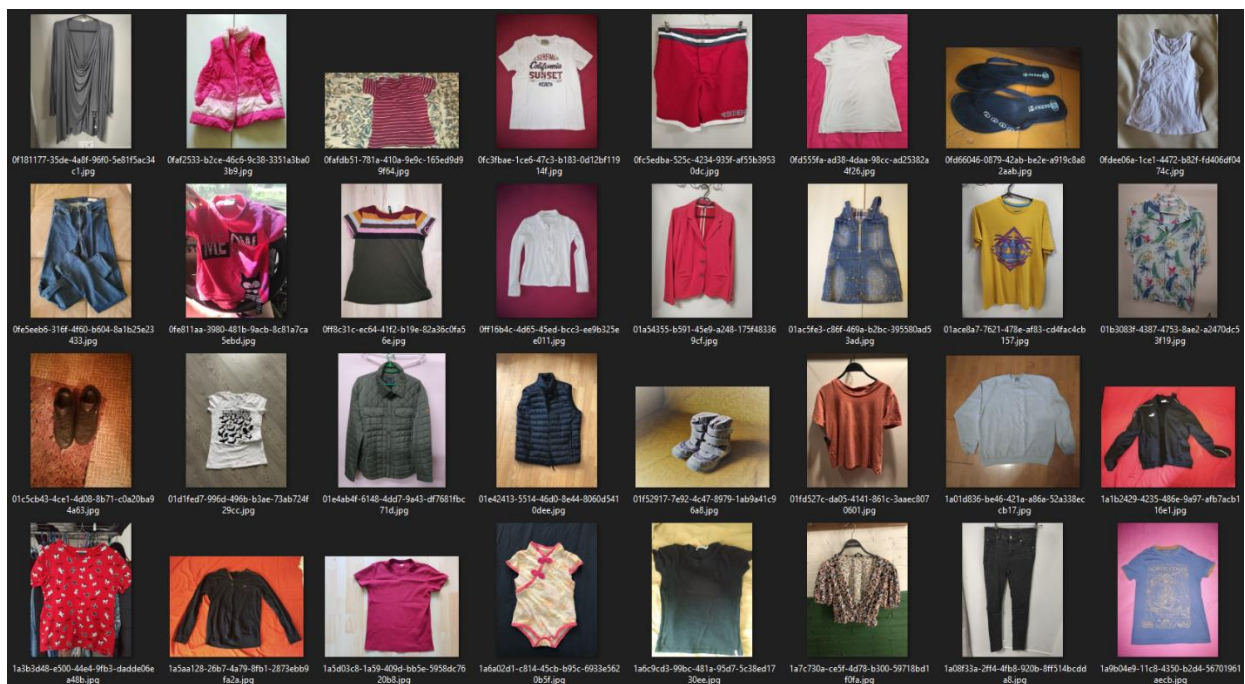 0f181177-35de-4a8f-96f0-5e81f5ac34
c1.jpg
0faf2533-b2ce-46c6-9c38-3351a3ba0
3b9.jpg
0fafdb51-781a-410a-9e9c-165ed9d9
9f64.jpg
0fc3fbae-1ce6-47c3-b183-0d12bf119
14f.jpg
0fc5edba-525c-4234-935f-af55b3953
0dc.jpg
0fd555fa-ad38-4daa-98cc-ad25382a
4f26.jpg
0fd66046-0879-42ab-be2e-a919c8a8
2aab.jpg
0fdee06a-1ce1-4472-b82f-fd406df04
74c.jpg
SURFING
California
SUNSET
0fe5eeb6-316f-4f60-b604-8a1b25e23
433.jpg
0fe811aa-3980-481b-9acb-8c81a7ca
5ebd.jpg
0ff8c31c-ec64-41f2-b19e-82a36c0fa5
6e.jpg
0ff16b4c-4d65-45ed-bcc3-ee9b325e
e011.jpg
01a54355-b591-45e9-a248-175f48336
9cf.jpg
01ac5fe3-c86f-469a-b2bc-395580ad5
3ad.jpg
01ace8a7-7621-478e-af83-cd4fac4cb
157.jpg
01b3083f-4387-4753-8ae2-a2470dc5
3f19.jpg
01c5cb43-4ce1-4d08-8b71-c0a20ba9
4a63.jpg
01d1fed7-996d-496b-b3ae-73ab724f
29cc.jpg
01e4ab4f-6148-4dd7-9a43-df7681fbc
71d.jpg
01e42413-5514-46d0-8e44-8060d541
0dee.jpg
01f52917-7e92-4c47-8979-1ab9a41c9
6a8.jpg
01fd527c-da05-4141-861c-3aaec807
0601.jpg
1a01d836-be46-421a-a86a-52a338ec
cb17.jpg
1a1b2429-4235-486e-9a97-afb7acb1
16e1.jpg
1a3b3d48-e500-44e4-9fb3-dadde06e
a48b.jpg
1a5aa128-26b7-4a79-8fb1-2873ebb9
fa2a.jpg
1a5d03c8-1a59-409d-bb5e-5958dc76
20b8.jpg
1a6a02d1-c814-45cb-b95c-6933e562
0b5f.jpg
1a6c9cd3-99bc-481a-95d7-5c38ed17
30ee.jpg
1a7c730a-ce5f-4d78-b300-59718bd1
f0fa.jpg
1a08f33a-2ff4-4fb8-920b-8ff514bcdd
a8.jpg
1a9b04e9-11c8-4350-b2d4-56701961
aecb.jpg